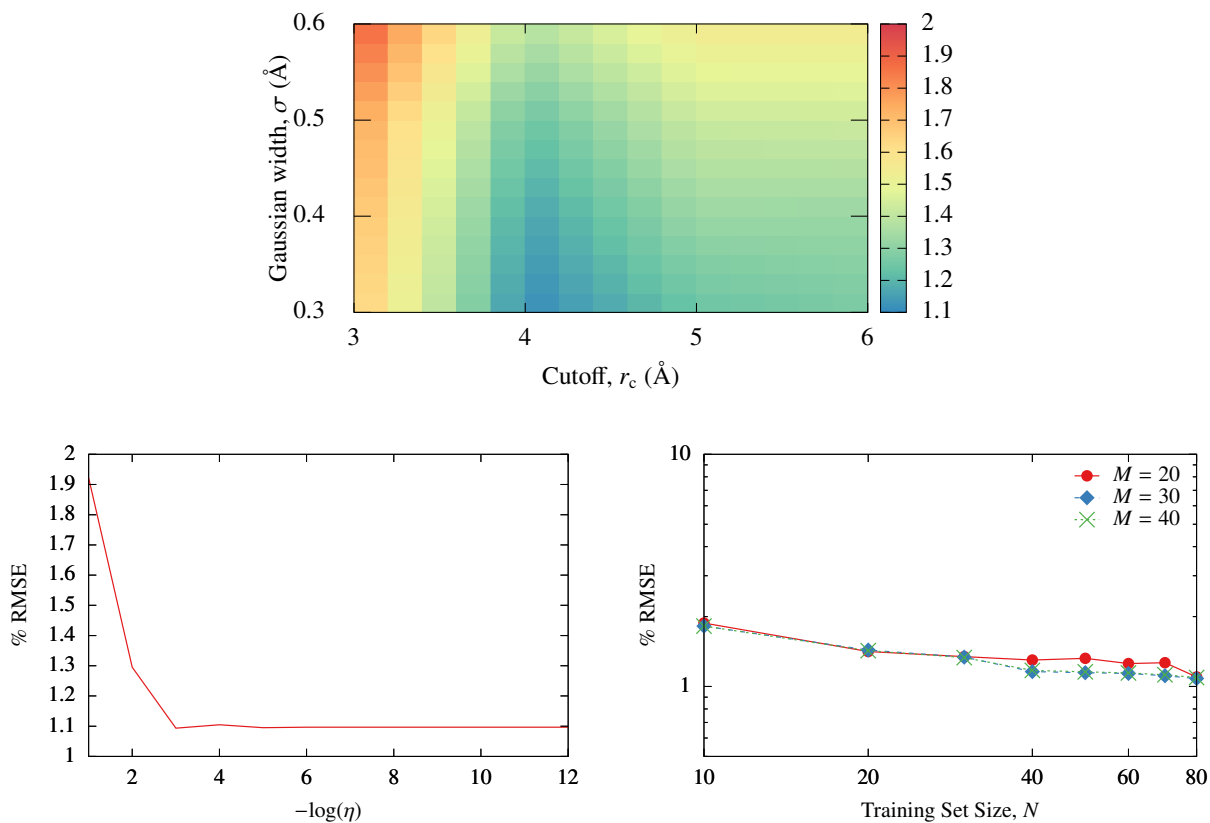 0.6
0.5
0.4
0.3
Gaussian width, σ (Å)
3 4 5 6
Cutoff, r_c (Å)
2
1.9
1.8
1.7
1.6
1.5
1.4
1.3
1.2
1.1
2
1.9
1.8
1.7
1.6
1.5
1.4
1.3
1.2
1.1
1
% RMSE
2 4 6 8 10 12
−log(η)
10
1
% RMSE
M = 20
M = 30
M = 40
10 20 40 60 80
Training Set Size, N